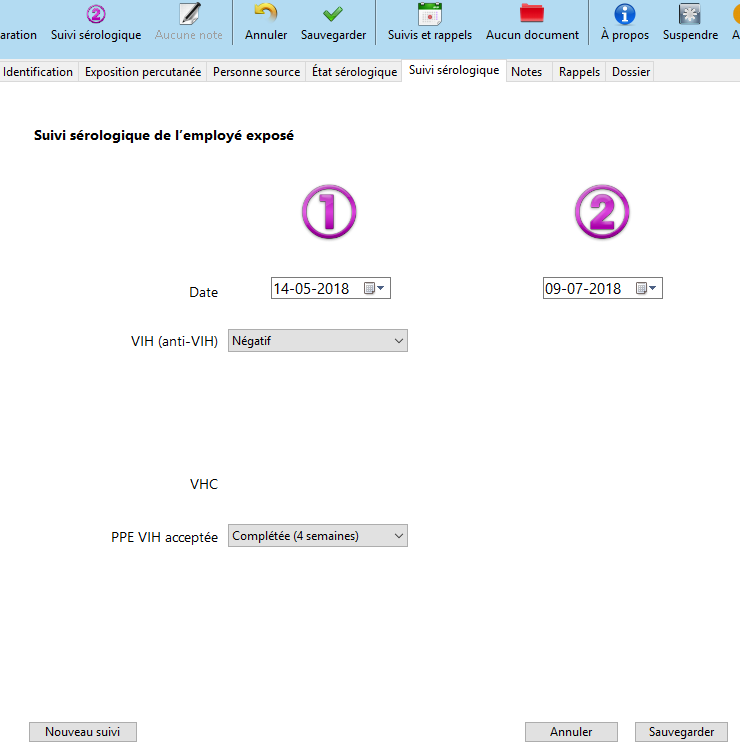 aration Suivi sérologique Aucune note Annuler Sauvegarder Suivis et rappels Aucun document À propos Suspendre A
Identification Exposition percutanée Personne source État sérologique Suivi sérologique Notes Rappels Dossier
Suivi sérologique de l'employé exposé
1 2
Date 14-05-2018 09-07-2018
VIH (anti-VIH) Négatif
VHC
PPE VIH acceptée Complétée (4 semaines)
Nouveau suivi Annuler Sauvegarder